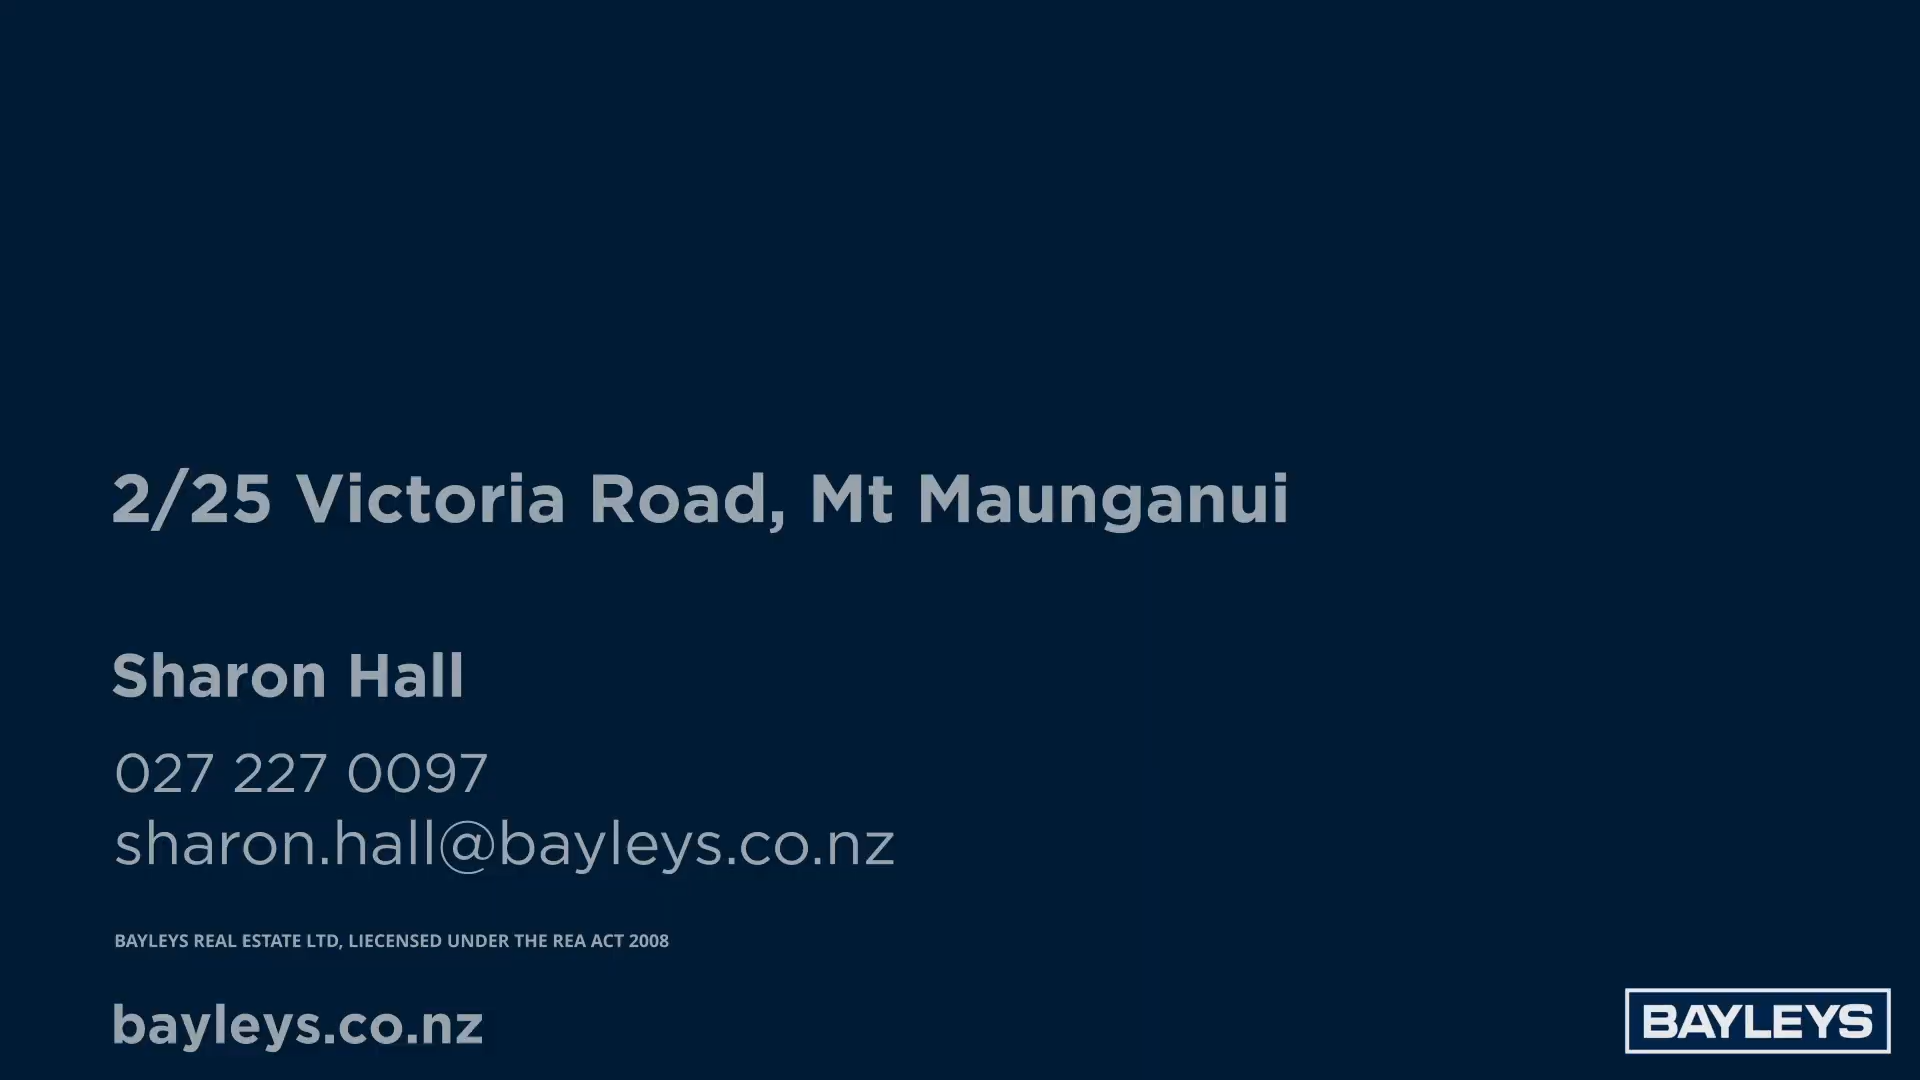 2/25 Victoria Road, Mt Maunganui
Sharon Hall
027 227 0097
sharon.hall@bayleys.co.nz
BAYLEYS REAL ESTATE LTD, LIECENSED UNDER THE REA ACT 2008
bayleys.co.nz
BAYLEYS